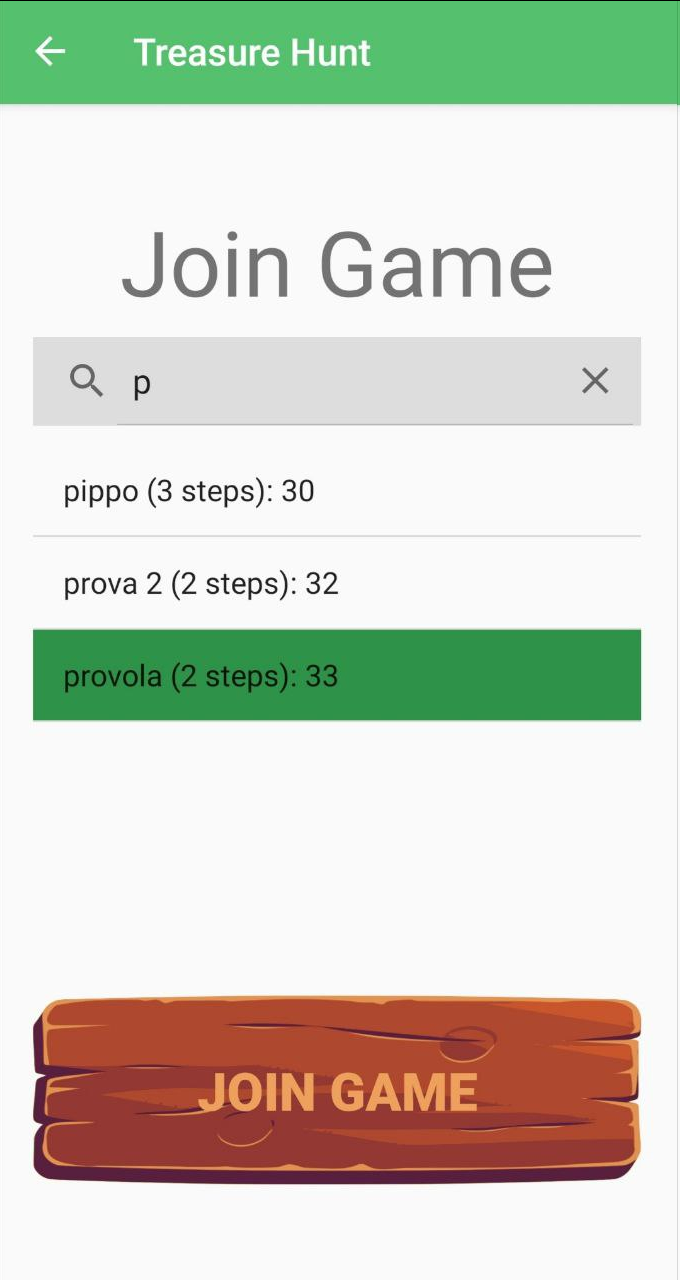 Treasure Hunt
Join Game
p
pippo (3 steps): 30
prova 2 (2 steps): 32
provola (2 steps): 33
JOIN GAME